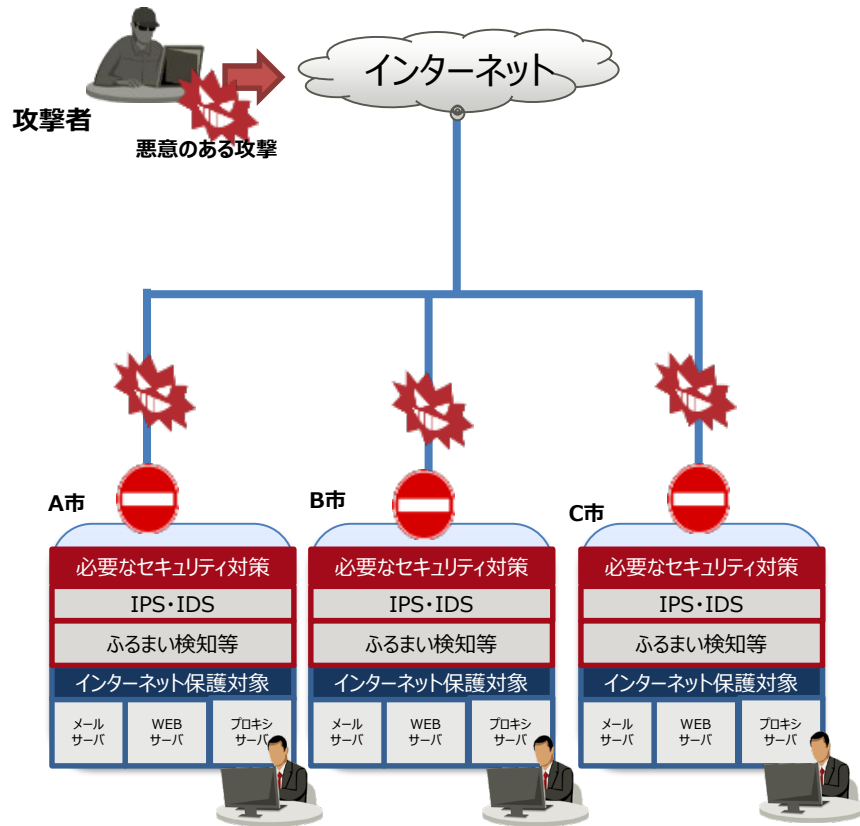 インターネット
攻撃者
悪意のある攻撃
A市
必要なセキュリティ対策
IPS・IDS
ふるまい検知等
インターネット保護対象
メール
サーバ
WEB
サーバ
プロキシ
サーバ
B市
必要なセキュリティ対策
IPS・IDS
ふるまい検知等
インターネット保護対象
メール
サーバ
WEB
サーバ
プロキシ
サーバ
C市
必要なセキュリティ対策
IPS・IDS
ふるまい検知等
インターネット保護対象
メール
サーバ
WEB
サーバ
プロキシ
サーバ